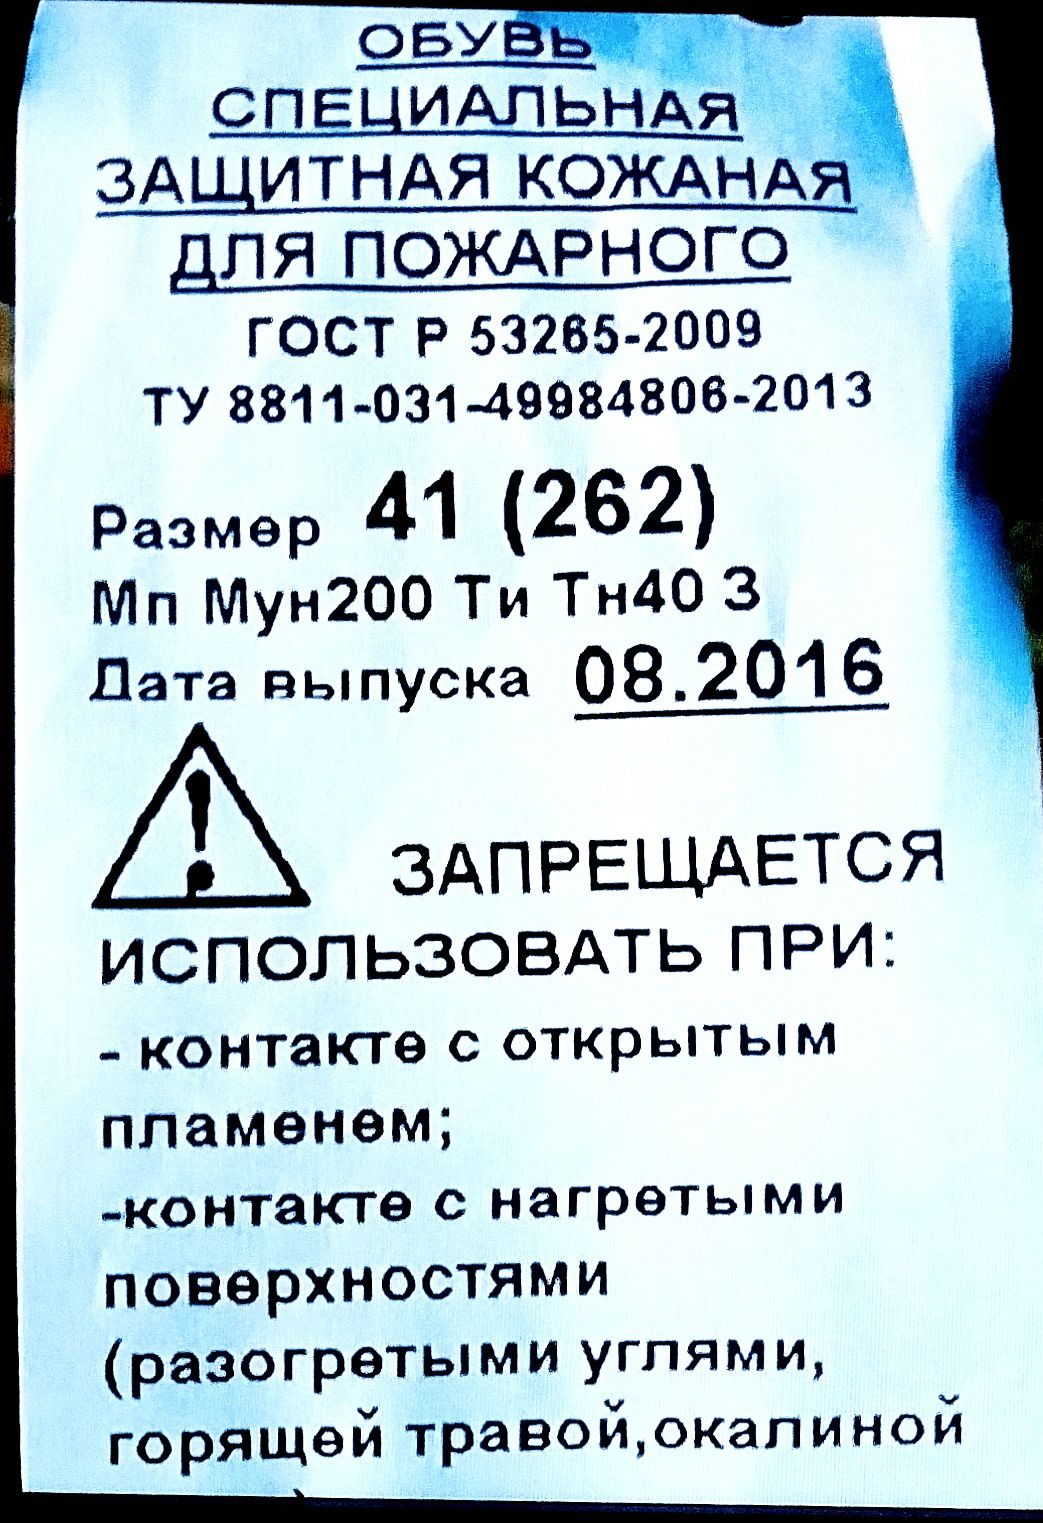 ОБУВЬ
СПЕЦИАЛЬНАЯ
ЗАЩИТНАЯ КОЖАНАЯ
ДЛЯ ПОЖАРНОГО
ГОСТ Р 53265-2009
ТУ 8811-031-49984806-2013
Размер 41 (262)
Мп Мун200 Ти Тн40 З
Дата выпуска 08.2016
ЗАПРЕЩАЕТСЯ
ИСПОЛЬЗОВАТЬ ПРИ:
- контакте с открытым
пламенем;
-контакте с нагретыми
поверхностями
(разогретыми углями,
горящей травой,окалиной